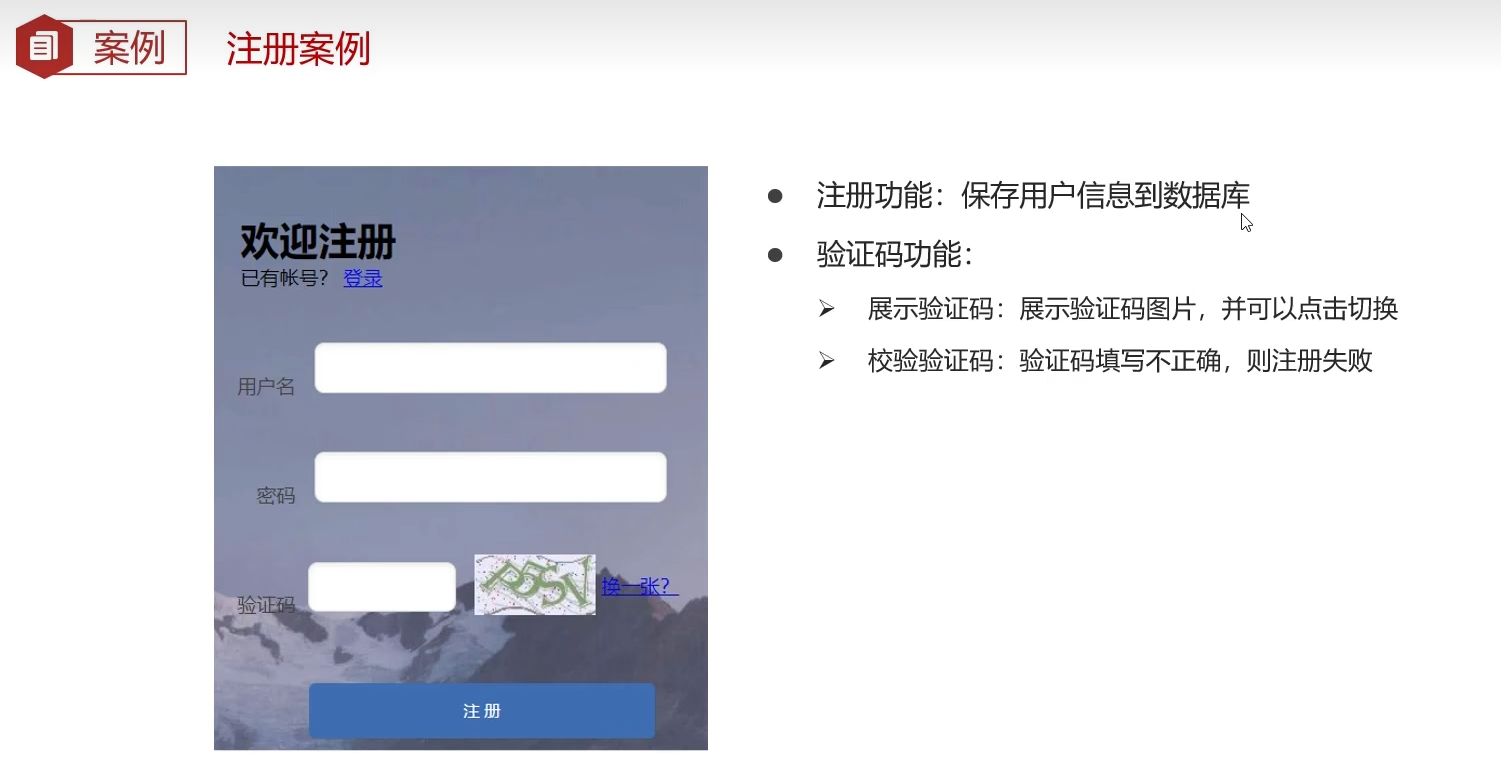 案例
注册案例
欢迎注册
已有帐号? 登录
用户名
密码
验证码
换一张?
注 册
注册功能：保存用户信息到数据库
验证码功能：
展示验证码：展示验证码图片，并可以点击切换
校验验证码：验证码填写不正确，则注册失败